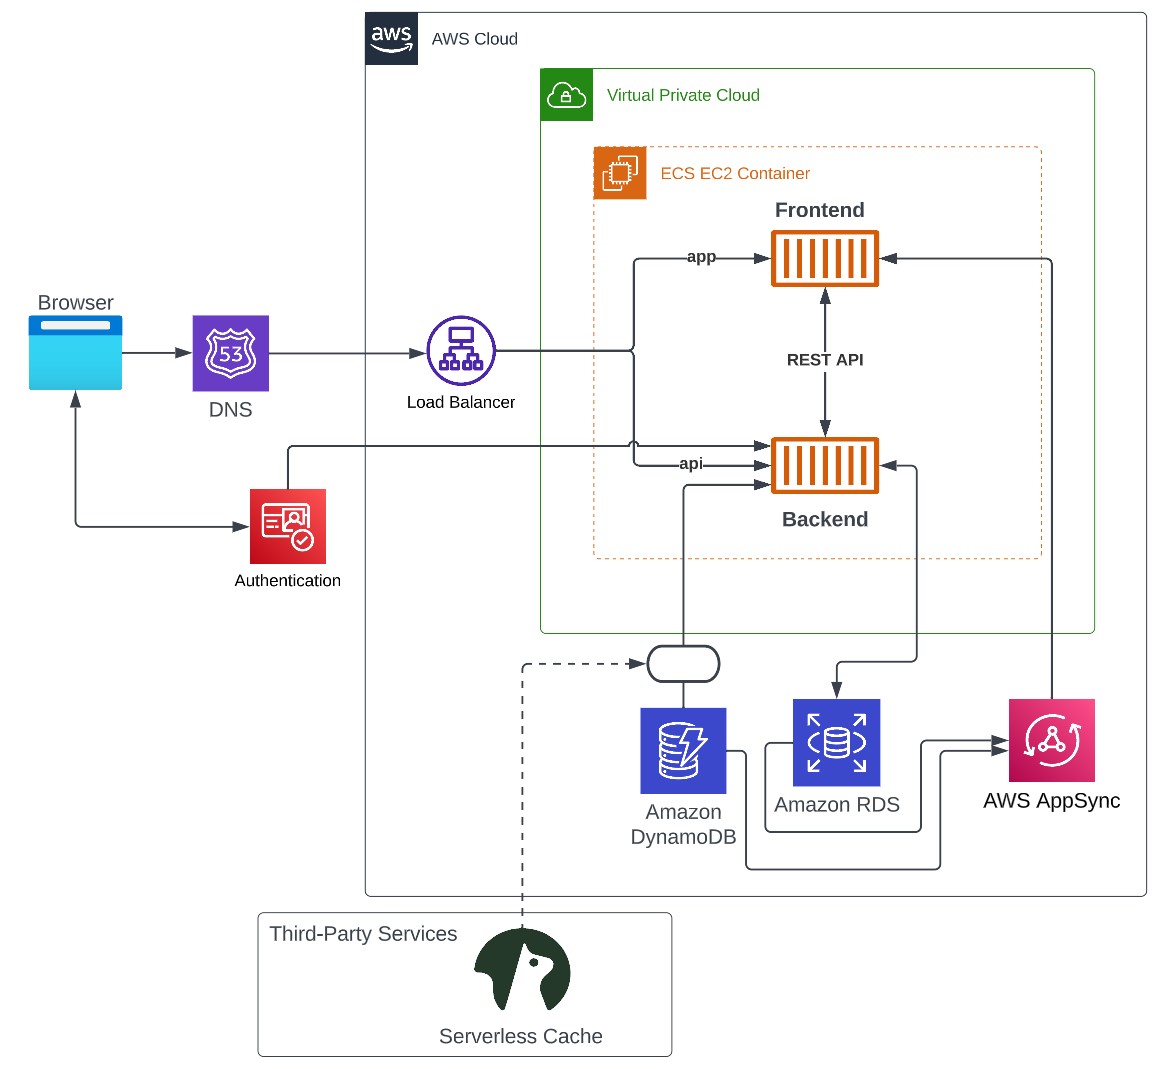 aws
AWS Cloud
Virtual Private Cloud
ECS EC2 Container
Frontend
app
Browser
53
DNS
Load Balancer
REST API
api
Backend
Authentication
Amazon
DynamoDB
Amazon RDS
AWS AppSync
Third-Party Services
Serverless Cache